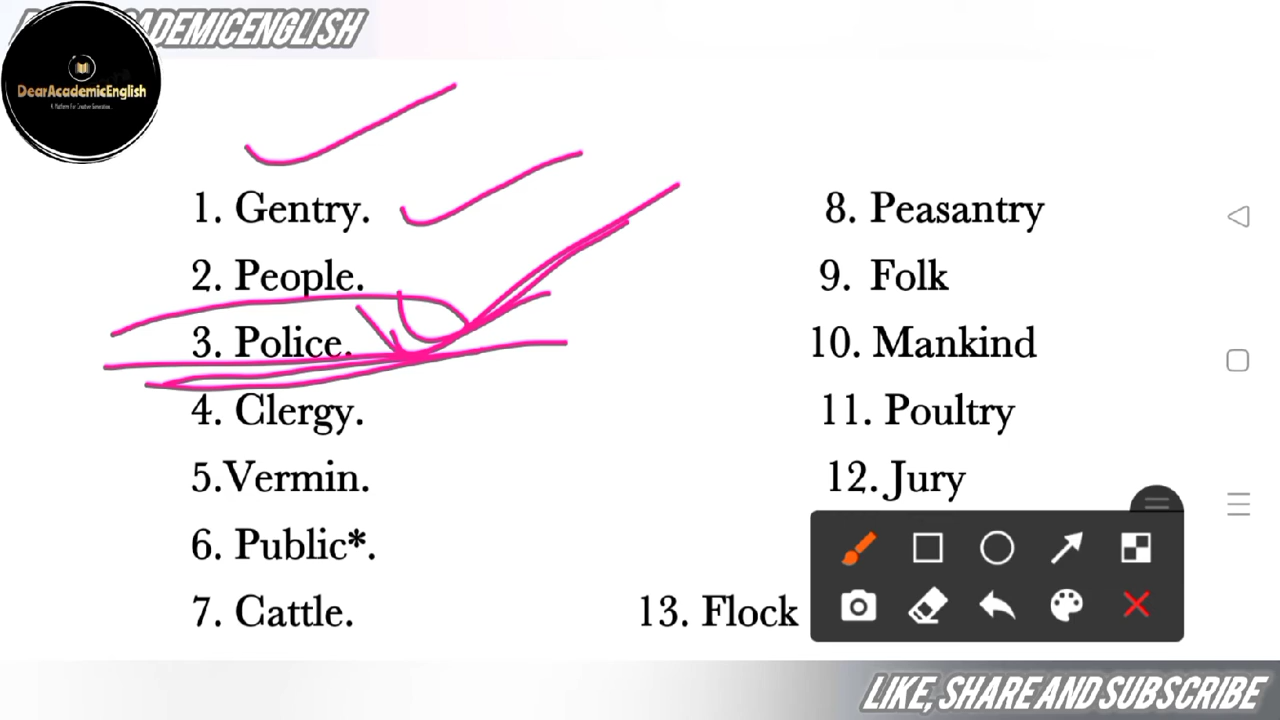 ACADEMICENGLISH
DearAcademicEnglish
1. Gentry.
2. People.
3. Police.
4. Clergy.
5.Vermin.
6. Public*.
7. Cattle.
8. Peasantry
9. Folk
10. Mankind
11. Poultry
12. Jury
13. Flock
LIKE, SHARE AND SUBSCRIBE